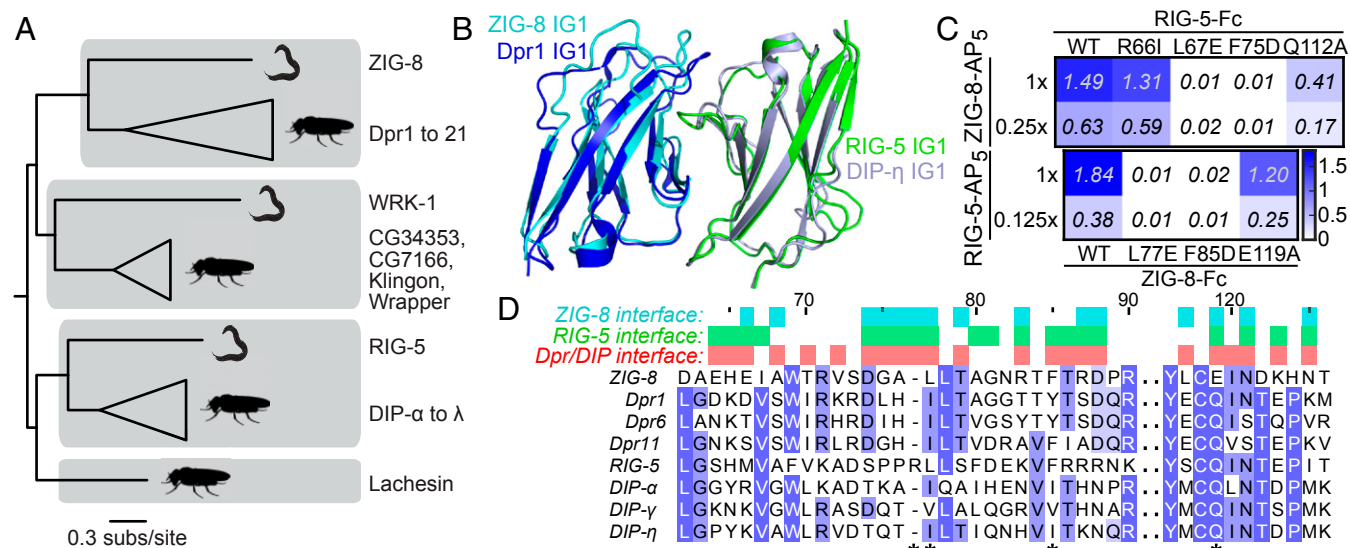 A
ZIG-8
Dpr1 to 21
WRK-1
CG34353,
CG7166,
Klingon,
Wrapper
RIG-5
DIP-α to λ
Lachesin
0.3 subs/site
B
ZIG-8 IG1
Dpr1 IG1
RIG-5 IG1
DIP-η IG1
C
RIG-5-Fc
WT R66I L67E F75D Q112A
ZIG-8-AP5
1x 1.49 1.31 0.01 0.01 0.41
0.25x 0.63 0.59 0.02 0.01 0.17
RIG-5-AP5
1x 1.84 0.01 0.02 1.20
0.125x 0.38 0.01 0.01 0.25
WT L77E F85D E119A
ZIG-8-Fc
1.5
1
0.5
0
D
70 80 90 120
ZIG-8 interface:
RIG-5 interface:
Dpr/DIP interface:
ZIG-8 DAEHEIAWTRVSDGA-LLTAGNRTFTRDPR..YLCEINDKHNT
Dpr1 LGDKDVSWIRKRDLH-ILTAGGTTYTSDQR..YECQINTEPKM
Dpr6 LANKTVSWIRHRDIH-ILTVGSYTYTSDQR..YECQISTQPVR
Dpr11 LGNKSVSWIRLRDGH-ILTVDRAVFIADQR..YECQVSTEPKV
RIG-5 LGSHMVAFVKADSPPRLLSFDEKVFRRRNK..YSCQINTEPIT
DIP-α LGGYRVGWLKADTKA-IQAIHENVITHNPR..YMCQLNTDPMK
DIP-γ LGKNKVGWLRASDQT-VLALQGRVVTHNAR..YMCQINTSPMK
DIP-η LGPYKVAWLRVDTQT-ILTIQNHVITKNQR..YMCQINTDPMK
* * * *